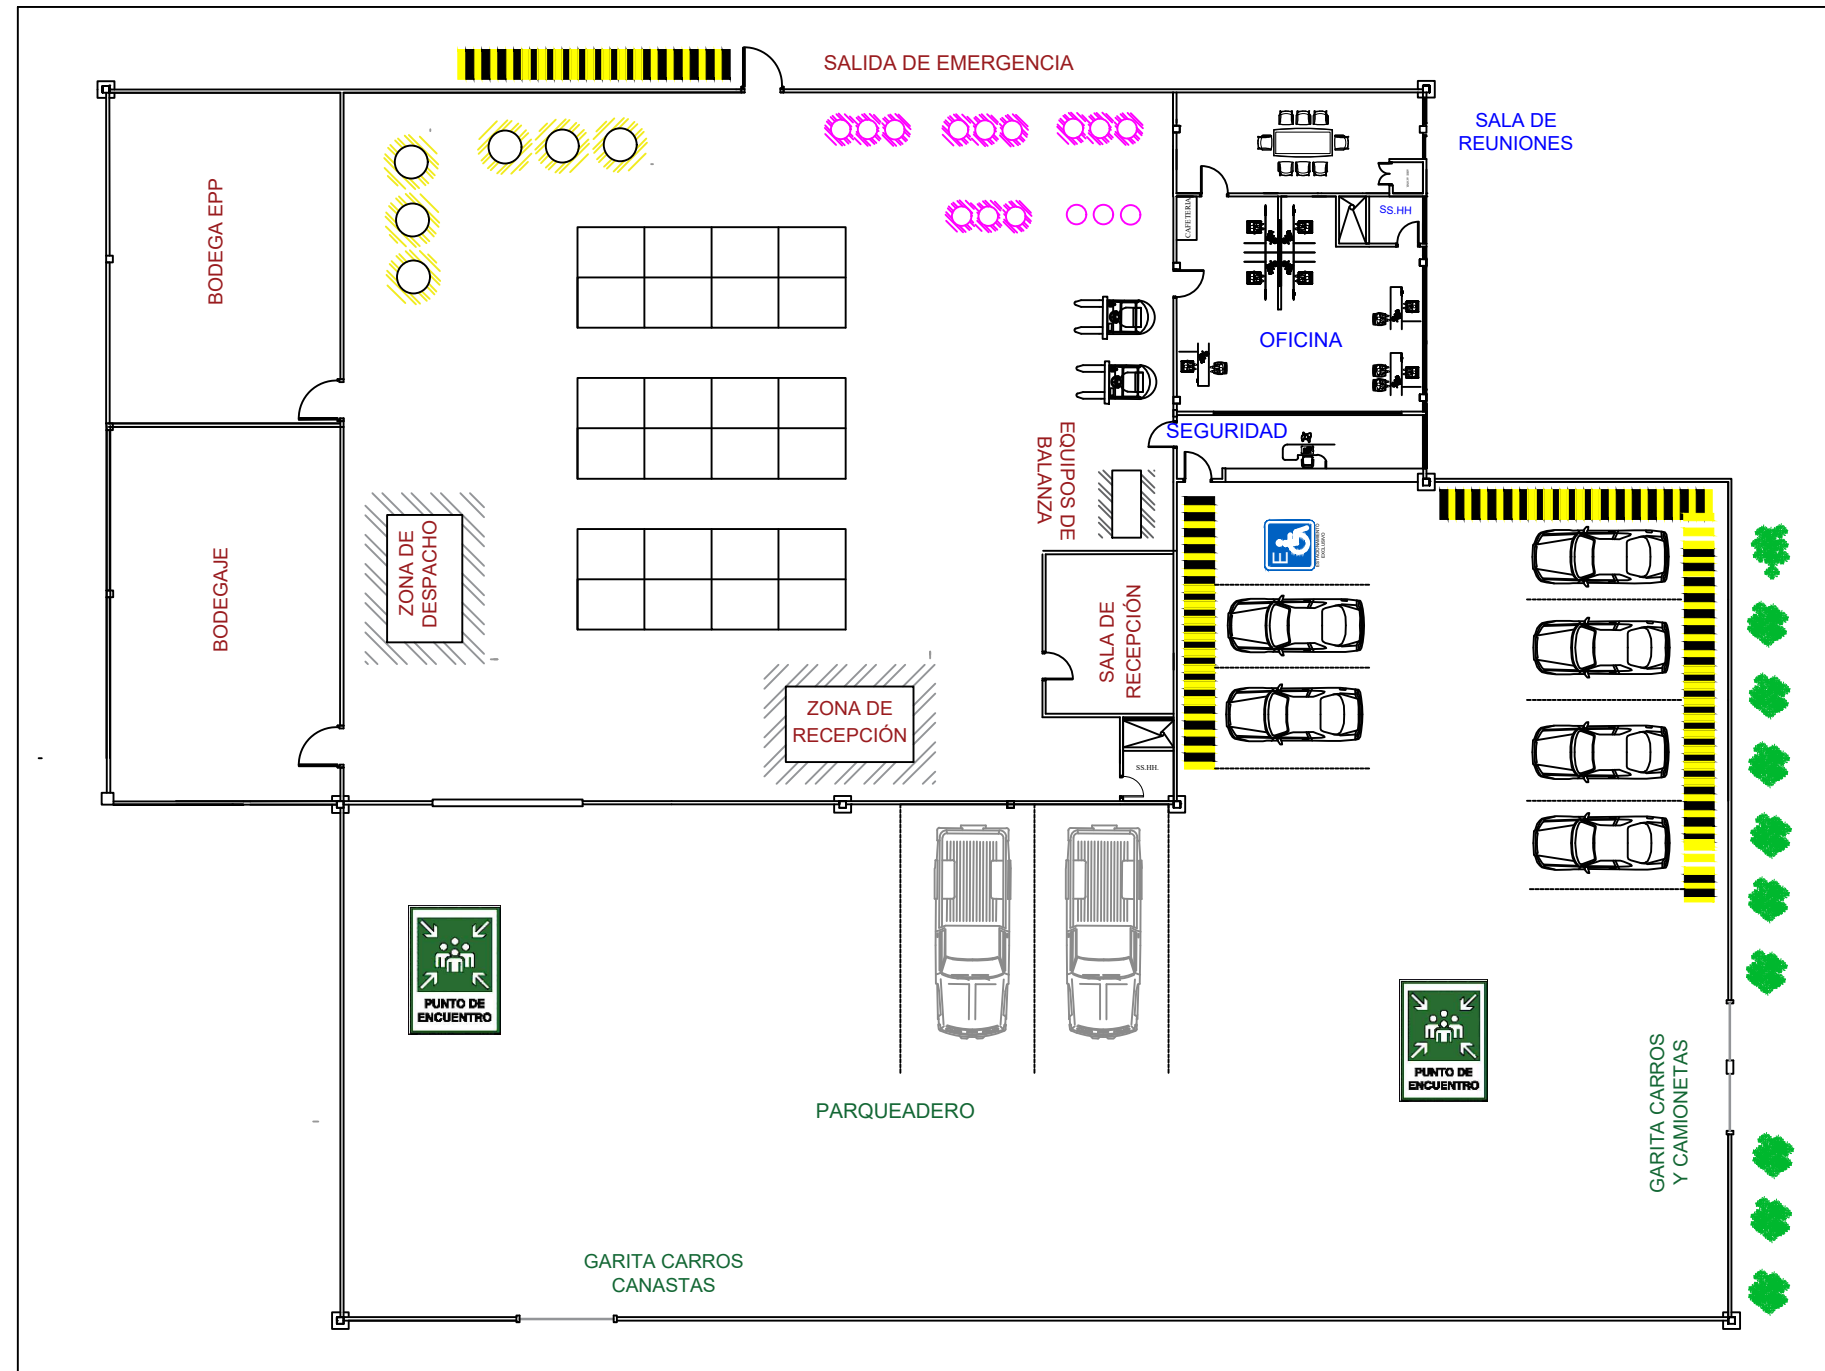 SALIDA DE EMERGENCIA
SALA DE
REUNIONES
BODEGA EPP
CAFETERIA
SS.HH
OFICINA
SEGURIDAD
EQUIPOS DE
BALANZA
ZONA DE
DESPACHO
BODEGAJE
E
ESTACIONAMIENTO
EXCLUSIVO
SALA DE
RECEPCIÓN
ZONA DE
RECEPCIÓN
SS.HH.
PUNTO DE
ENCUENTRO
PUNTO DE
ENCUENTRO
PARQUEADERO
GARITA CARROS
Y CAMIONETAS
GARITA CARROS
CANASTAS